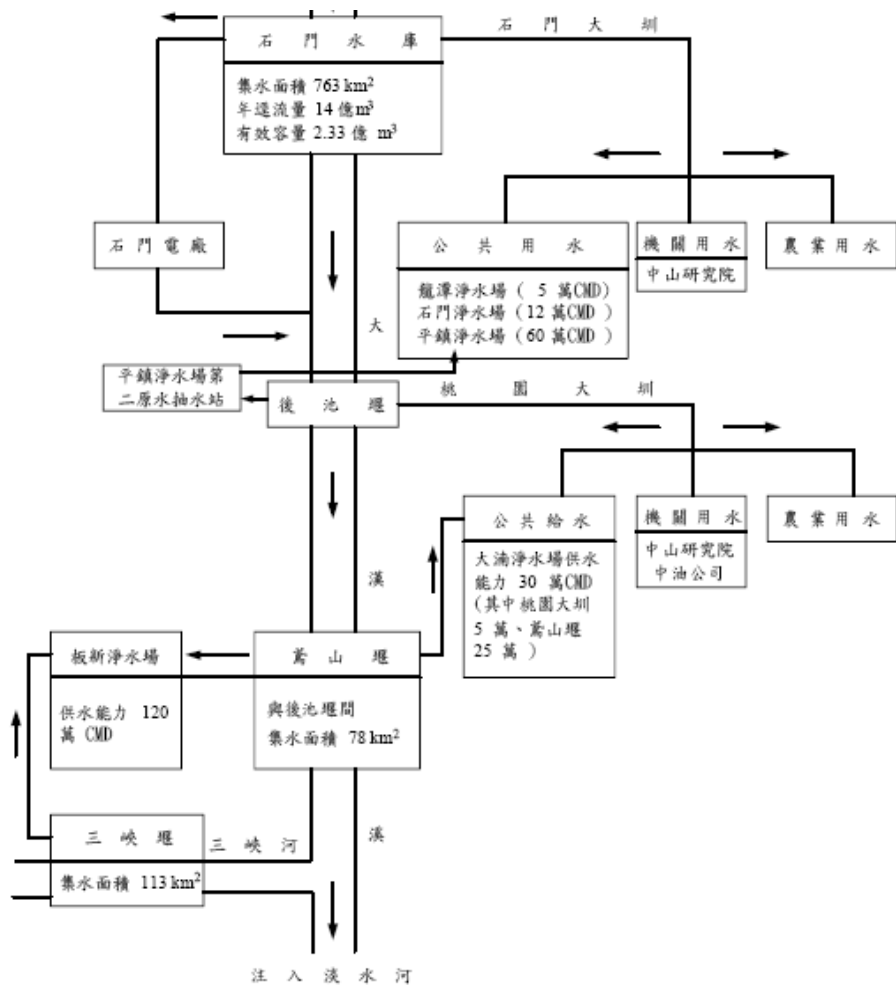 石門大圳
石門水庫
集水面積 763 km²
年逕流量 14 億m³
有效容量 2.33 億 m³
石門電廠
公共用水
龍潭淨水場 ( 5 萬CMD)
石門淨水場 (12 萬CMD )
平鎮淨水場 (60 萬CMD )
機關用水
中山研究院
農業用水
大
平鎮淨水場第
二原水抽水站
後池堰
桃園大圳
公共給水
大湳淨水場供水
能力 30 萬CMD
(其中桃園大圳
5 萬、鳶山堰
25 萬 )
機關用水
中山研究院
中油公司
農業用水
漢
板新淨水場
供水能力 120
萬 CMD
鳶山堰
與後池堰間
集水面積 78 km²
三峽堰
集水面積 113 km²
三峽河
溪
注入淡水河